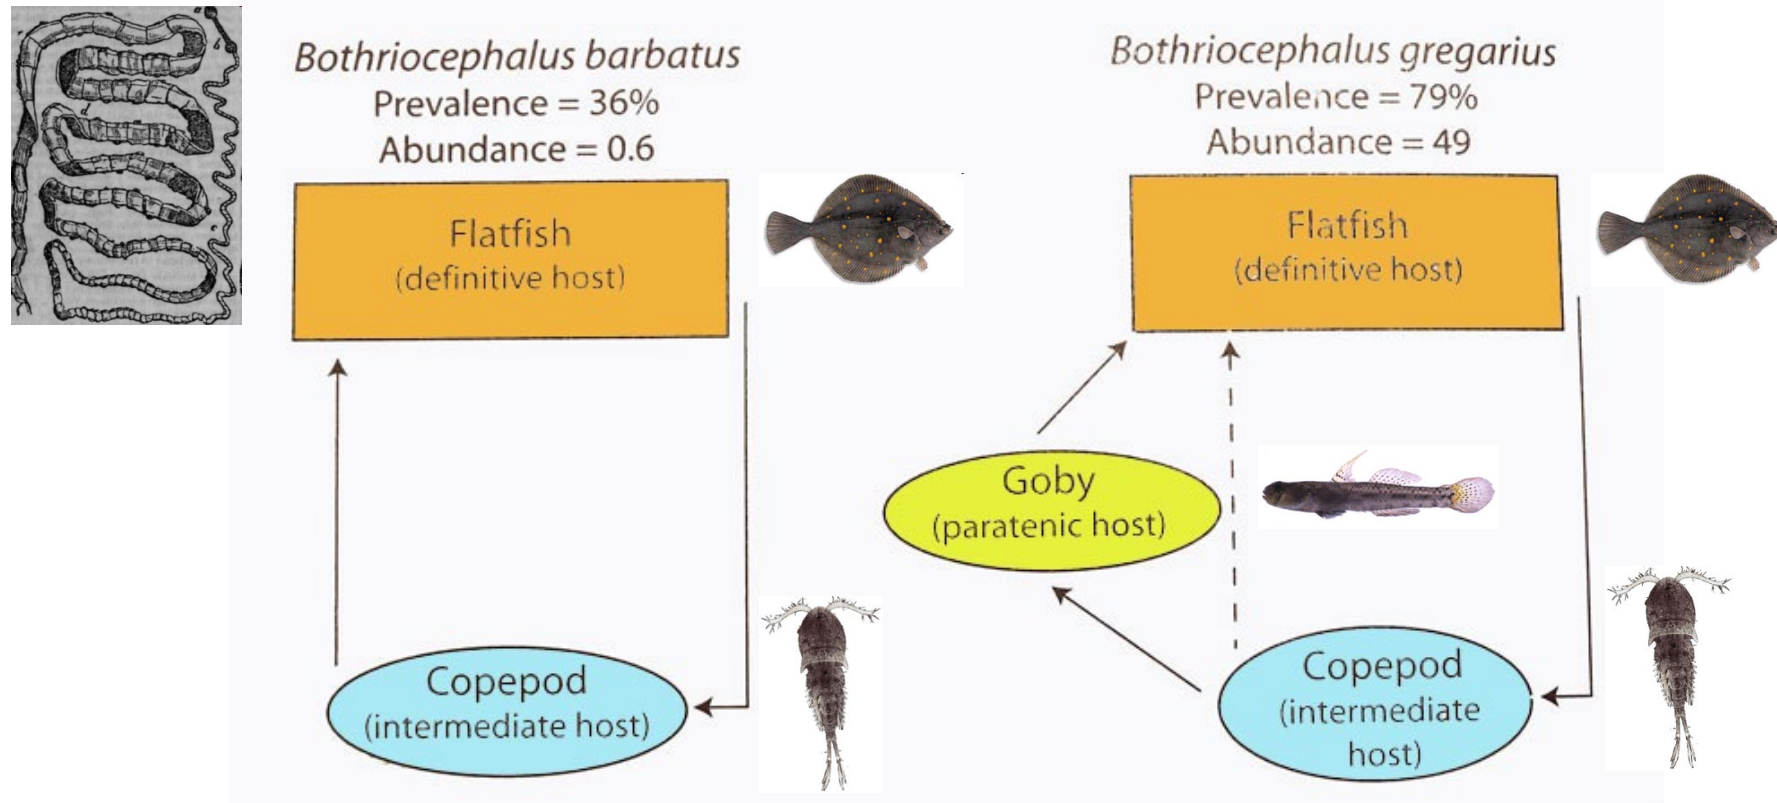 Bothriocephalus barbatus
Prevalence = 36%
Abundance = 0.6
Flatfish
(definitive host)
Copepod
(intermediate host)
Bothriocephalus gregarius
Prevalence = 79%
Abundance = 49
Flatfish
(definitive host)
Goby
(paratenic host)
Copepod
(intermediate
host)